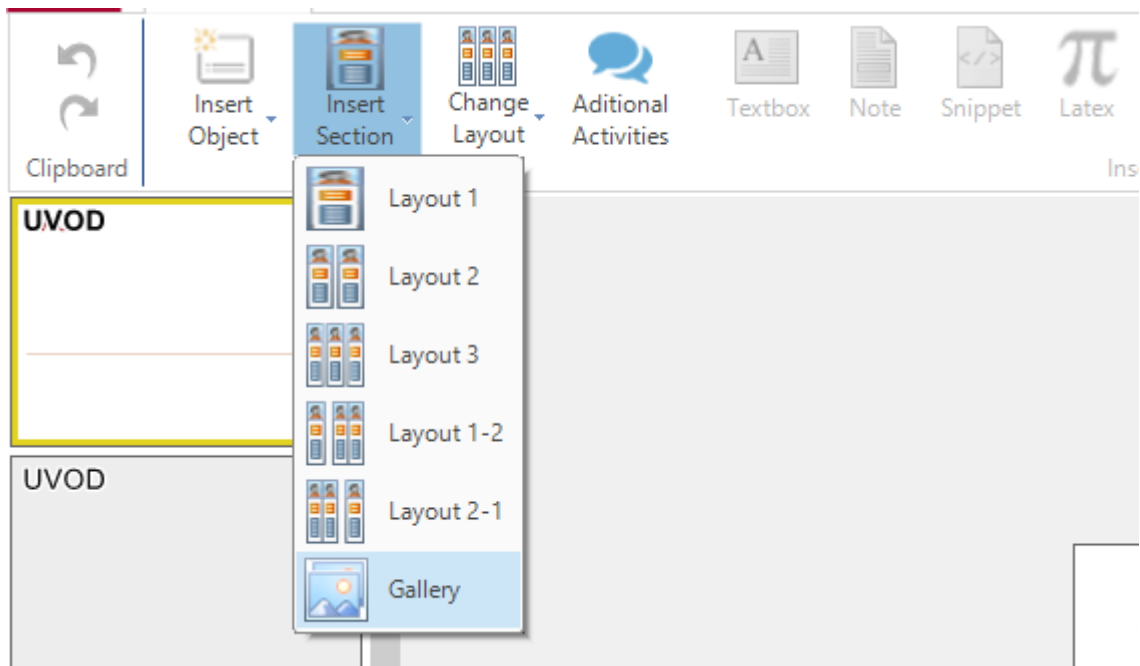 Insert
Object
Insert
Section
Change
Layout
Aditional
Activities
Textbox
Note
Snippet
Latex
Clipboard
Ins
Layout 1
Layout 2
Layout 3
Layout 1-2
Layout 2-1
Gallery
UVOD
UVOD